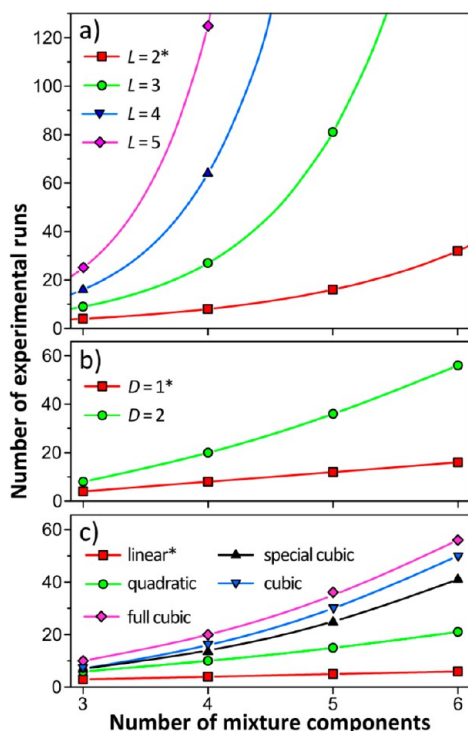 Number of experimental runs
a)
120
100
80
60
40
20
0
L = 2*
L = 3
L = 4
L = 5
b)
60
40
20
0
D = 1*
D = 2
c)
60
40
20
0
linear*
quadratic
full cubic
special cubic
cubic
3
4
5
6
Number of mixture components